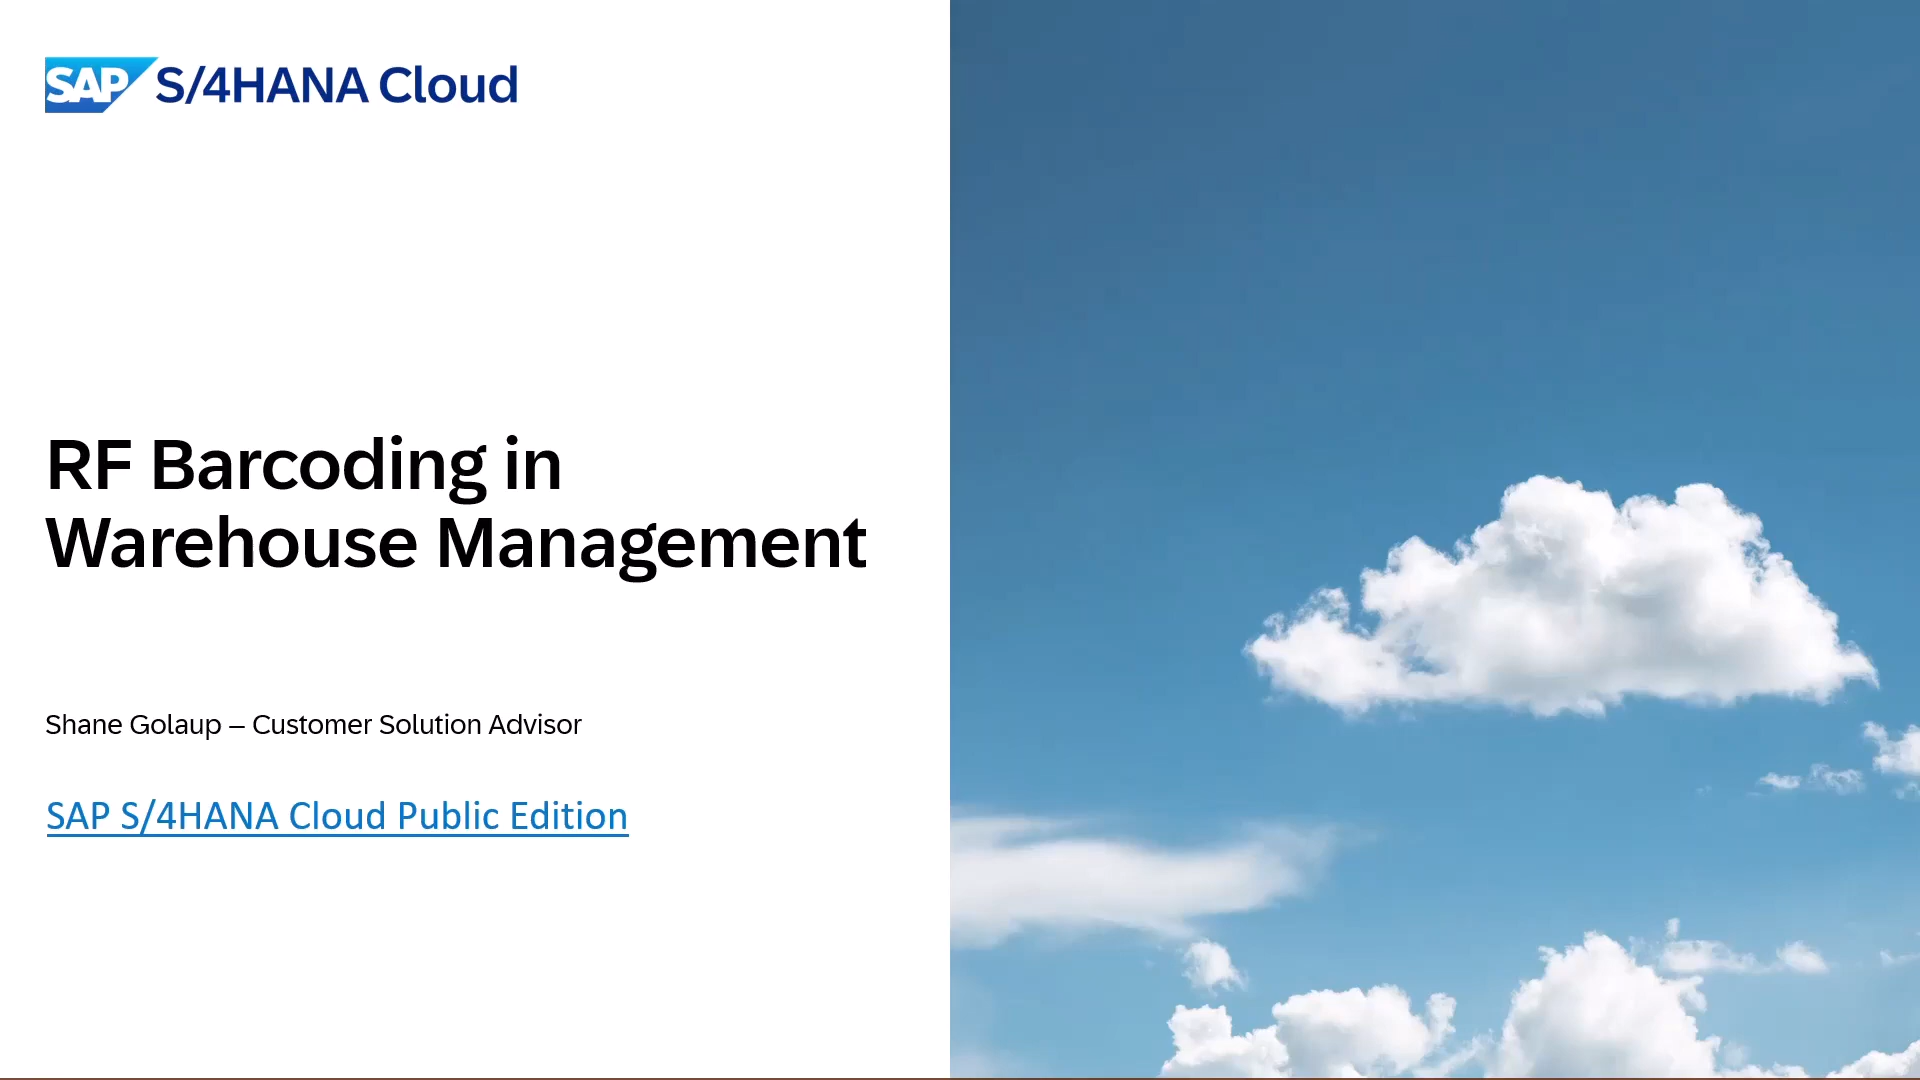 SAP S/4HANA Cloud
RF Barcoding in
Warehouse Management
Shane Golaup – Customer Solution Advisor
SAP S/4HANA Cloud Public Edition